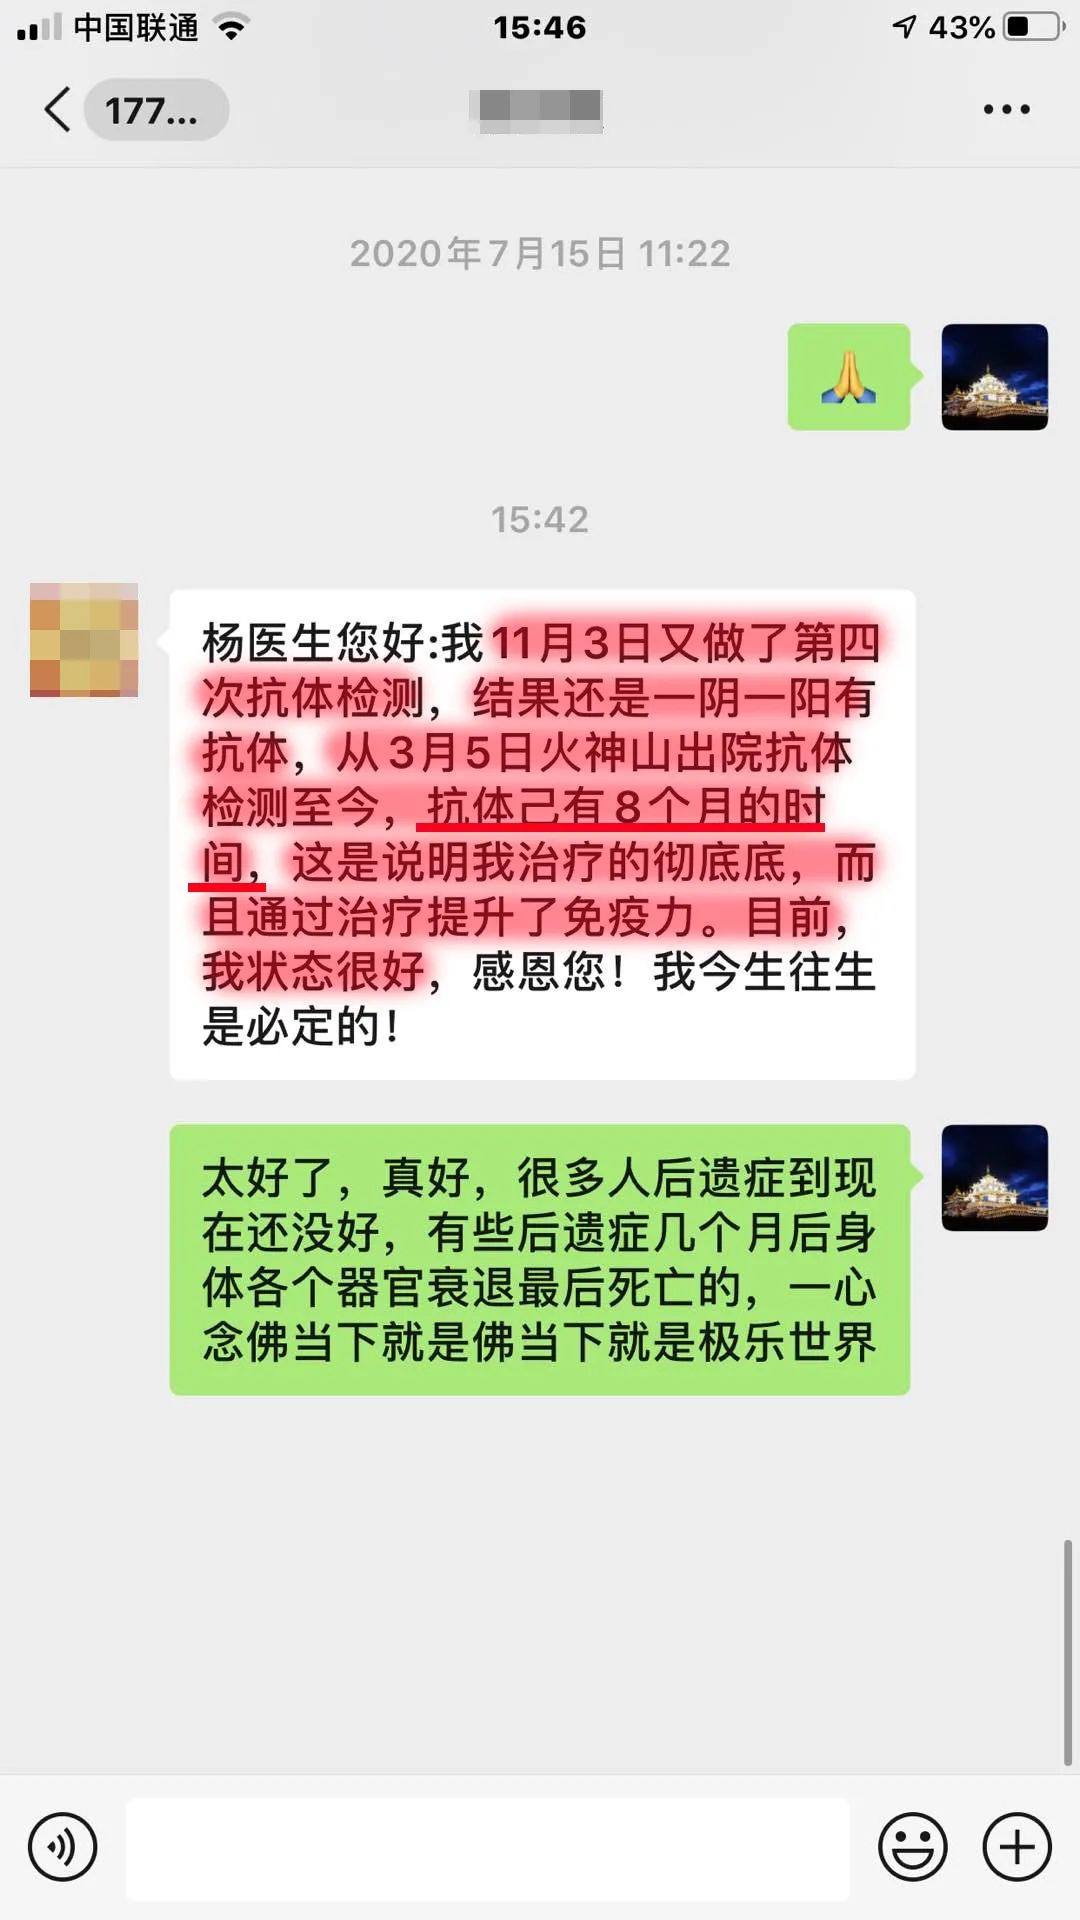 中国联通
15:46
43%
177...
2020年7月15日 11:22
15:42
杨医生您好:我11月3日又做了第四
次抗体检测，结果还是一阴一阳有
抗体，从3月5日火神山出院抗体
检测至今，抗体己有8个月的时
间，这是说明我治疗的彻底底，而
且通过治疗提升了免疫力。目前，
我状态很好，感恩您！我今生往生
是必定的！
太好了，真好，很多人后遗症到现
在还没好，有些后遗症几个月后身
体各个器官衰退最后死亡的，一心
念佛当下就是佛当下就是极乐世界